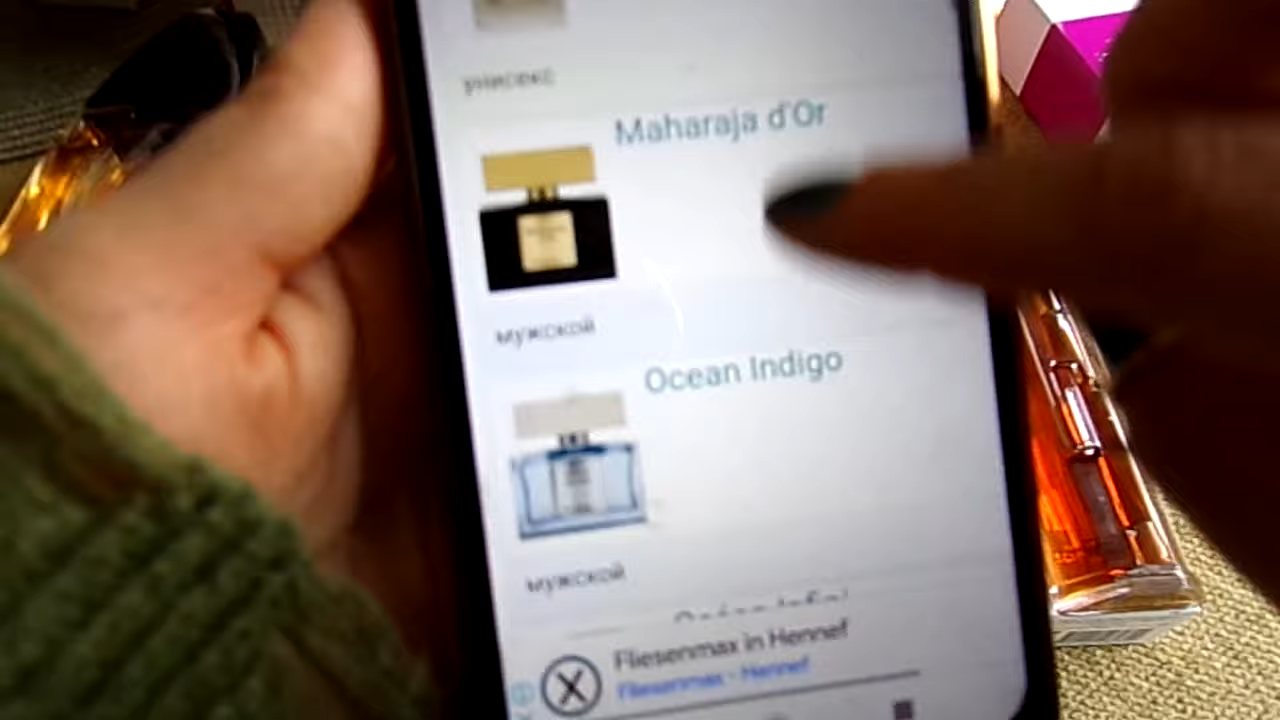 унисекс
Maharaja d'Or
мужской
Ocean Indigo
мужской
Fliesenmax in Hennef
Fliesenmax - Hennef